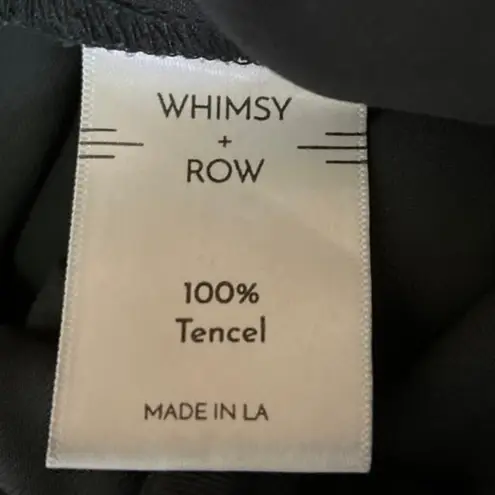 WHIMSY
+
ROW
100%
Tencel
MADE IN LA